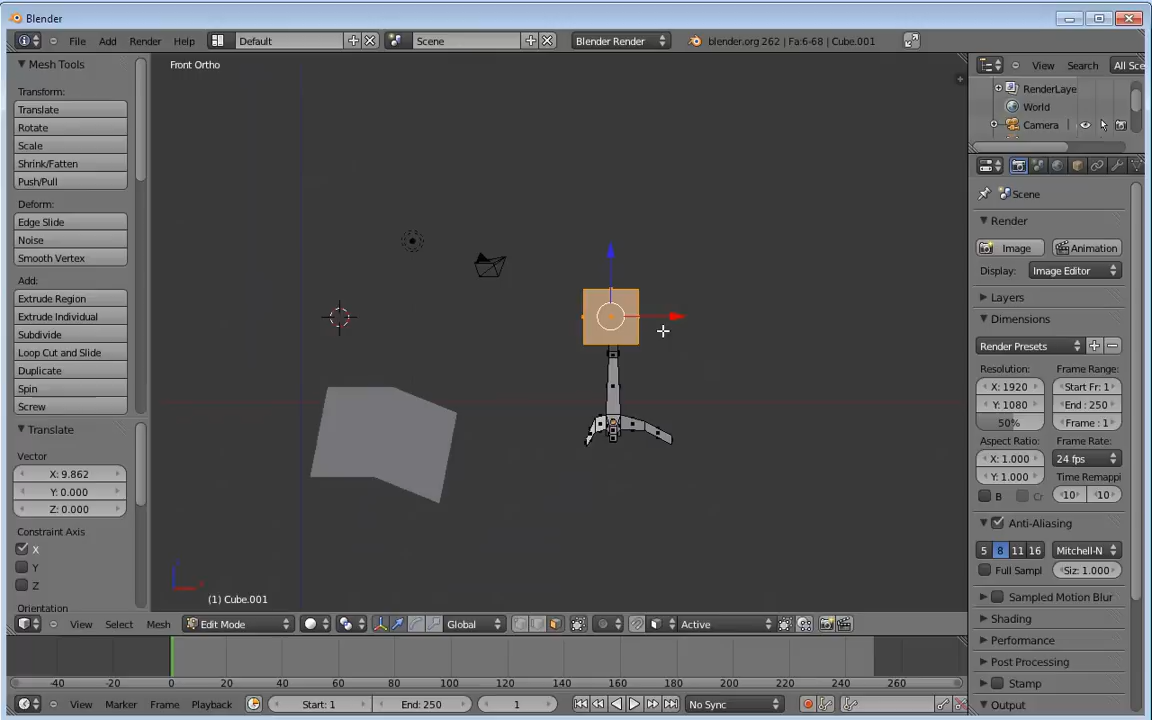 Blender
File Add Render Help Default Scene Blender Render blender.org 262 | Fa:6-68 | Cube.001
Mesh Tools
Transform:
Translate
Rotate
Scale
Shrink/Fatten
Push/Pull
Deform:
Edge Slide
Noise
Smooth Vertex
Add:
Extrude Region
Extrude Individual
Subdivide
Loop Cut and Slide
Duplicate
Spin
Screw
Translate
Vector
X: 9.862
Y: 0.000
Z: 0.000
Constraint Axis
X
Y
Z
Orientation
Front Ortho
(1) Cube.001
View Select Mesh Edit Mode Global Active
-40 -20 0 20 40 60 80 100 120 140 160 180 200 220 240 260
View Marker Frame Playback Start: 1 End: 250 1 No Sync
View Search All Sce
RenderLaye
World
Camera
Scene
Render
Image Animation
Display: Image Editor
Layers
Dimensions
Render Presets
Resolution: Frame Range:
X: 1920 Start Fr: 1
Y: 1080 End : 250
50% Frame : 1
Aspect Ratio: Frame Rate:
X: 1.000 24 fps
Y: 1.000 Time Remappi
B Cr 10 10
Anti-Aliasing
5 8 11 16 Mitchell-N
Full Sampl Siz: 1.000
Sampled Motion Blur
Shading
Performance
Post Processing
Stamp
Output